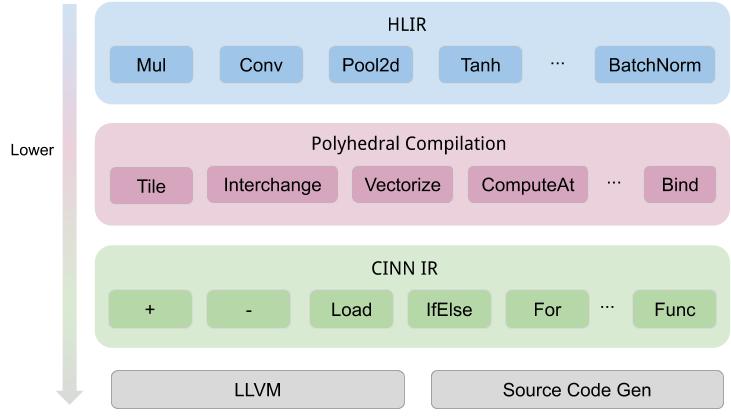 HLIR
Mul Conv Pool2d Tanh ... BatchNorm
Lower
Polyhedral Compilation
Tile Interchange Vectorize ComputeAt ... Bind
CINN IR
+ - Load IfElse For ... Func
LLVM Source Code Gen